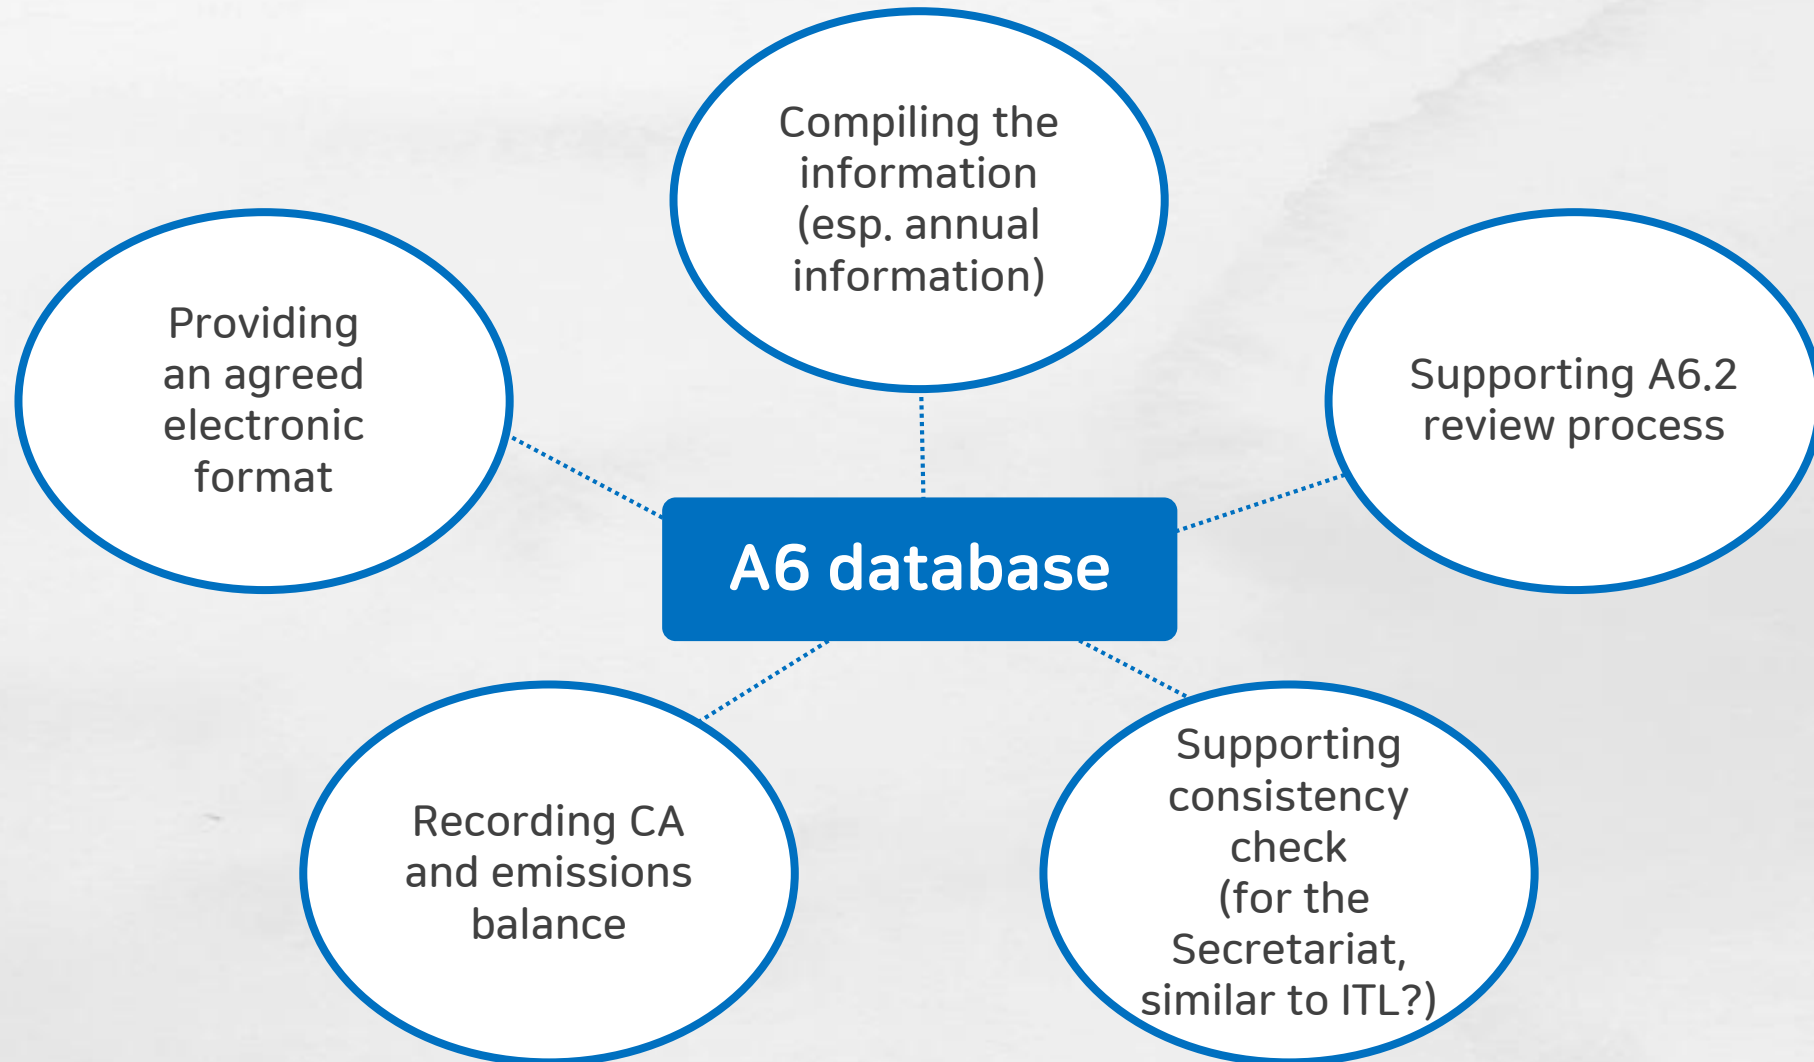 Compiling the
information
(esp. annual
information)
Providing
an agreed
electronic
format
Supporting A6.2
review process
A6 database
Recording CA
and emissions
balance
Supporting
consistency
check
(for the
Secretariat,
similar to ITL?)